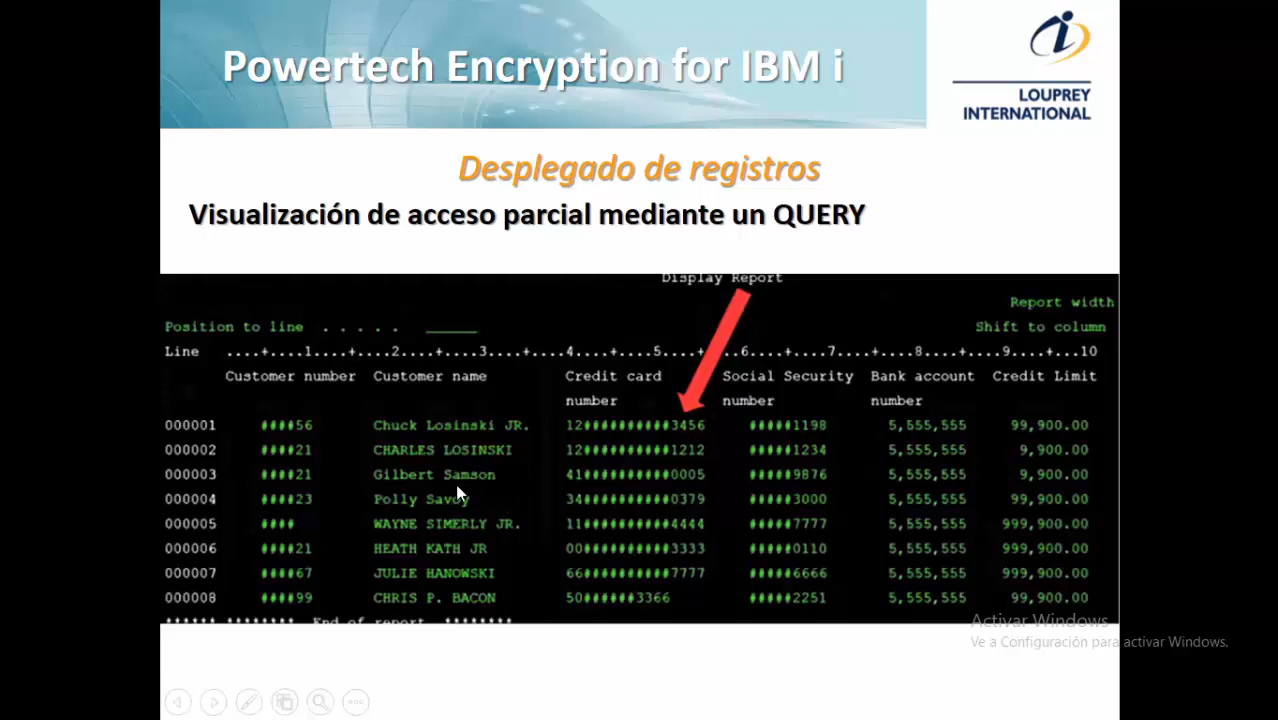 Powertech Encryption for IBM i
LOUPREY
INTERNATIONAL
Desplegado de registros
Visualización de acceso parcial mediante un QUERY
Display Report
Report width
Position to line . . . . . _____ Shift to column
Line ....+....1....+....2....+....3....+....4....+....5....+....6....+....7....+....8....+....9....+...10
Customer number Customer name Credit card Social Security Bank account Credit Limit
number number number
000001 ####56 Chuck Losinski JR. 12##########3456 #####1198 5,555,555 99,900.00
000002 ####21 CHARLES LOSINSKI 12##########1212 #####1234 5,555,555 9,900.00
000003 ####21 Gilbert Samson 41##########0005 #####9876 5,555,555 9,900.00
000004 ####23 Polly Savoy 34##########0379 #####3000 5,555,555 99,900.00
000005 #### WAYNE SIMERLY JR. 11##########4444 #####7777 5,555,555 999,900.00
000006 ####21 HEATH KATH JR 00##########3333 #####0110 5,555,555 999,900.00
000007 ####67 JULIE HANOWSKI 66##########7777 #####6666 5,555,555 999,900.00
000008 ####99 CHRIS P. BACON 50######3366 #####2251 5,555,555 99,900.00
****** ******** End of report ********
Activar Windows
Ve a Configuración para activar Windows.